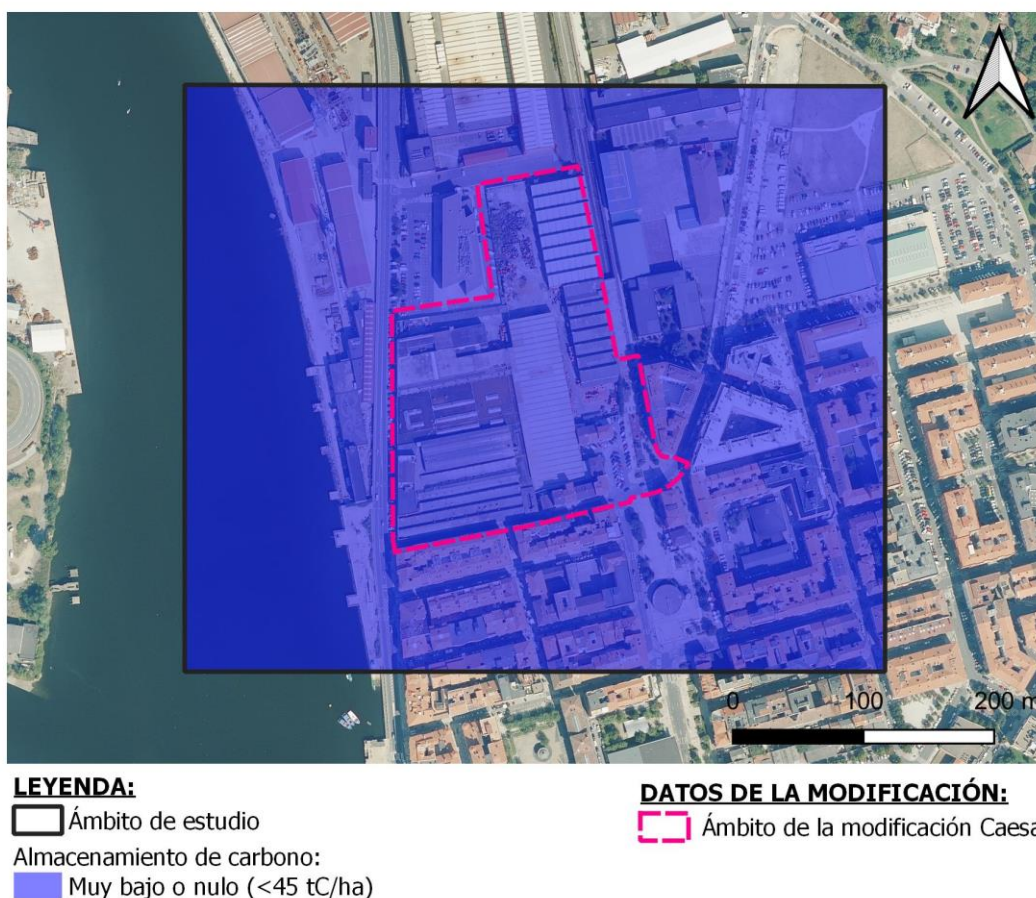 0 100 200 m
LEYENDA:
Ámbito de estudio
Almacenamiento de carbono:
Muy bajo o nulo (<45 tC/ha)
DATOS DE LA MODIFICACIÓN:
Ámbito de la modificación Caesa